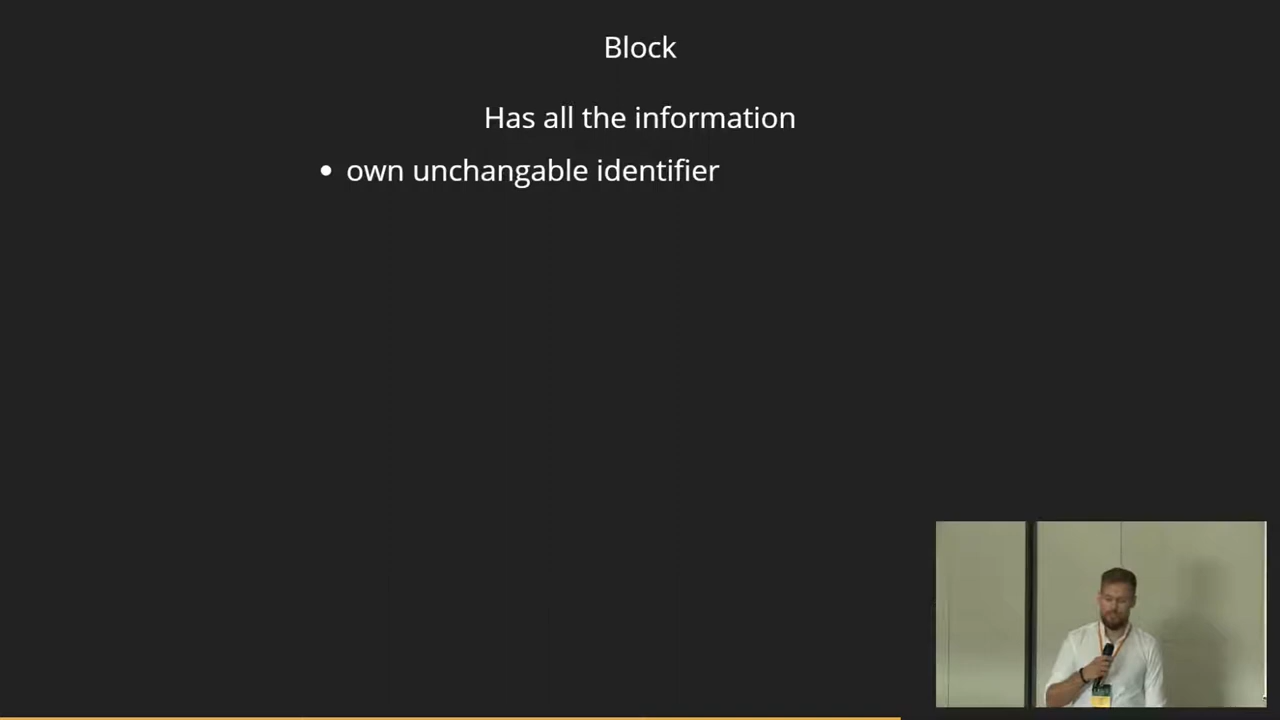 Block
Has all the information
• own unchangable identifier